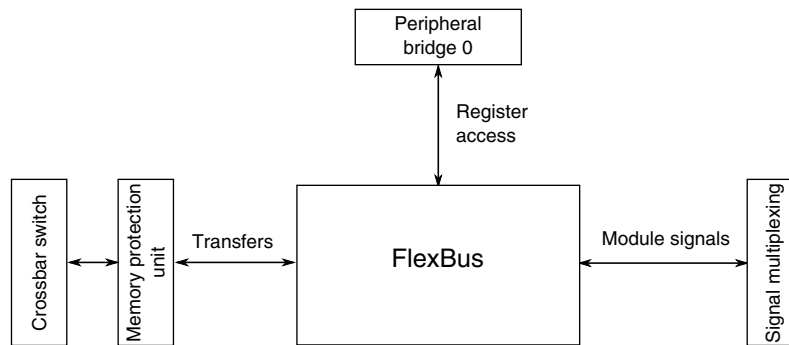 Peripheral
bridge 0
Register
access
Crossbar switch
Memory protection
unit
Transfers
FlexBus
Module signals
Signal multiplexing